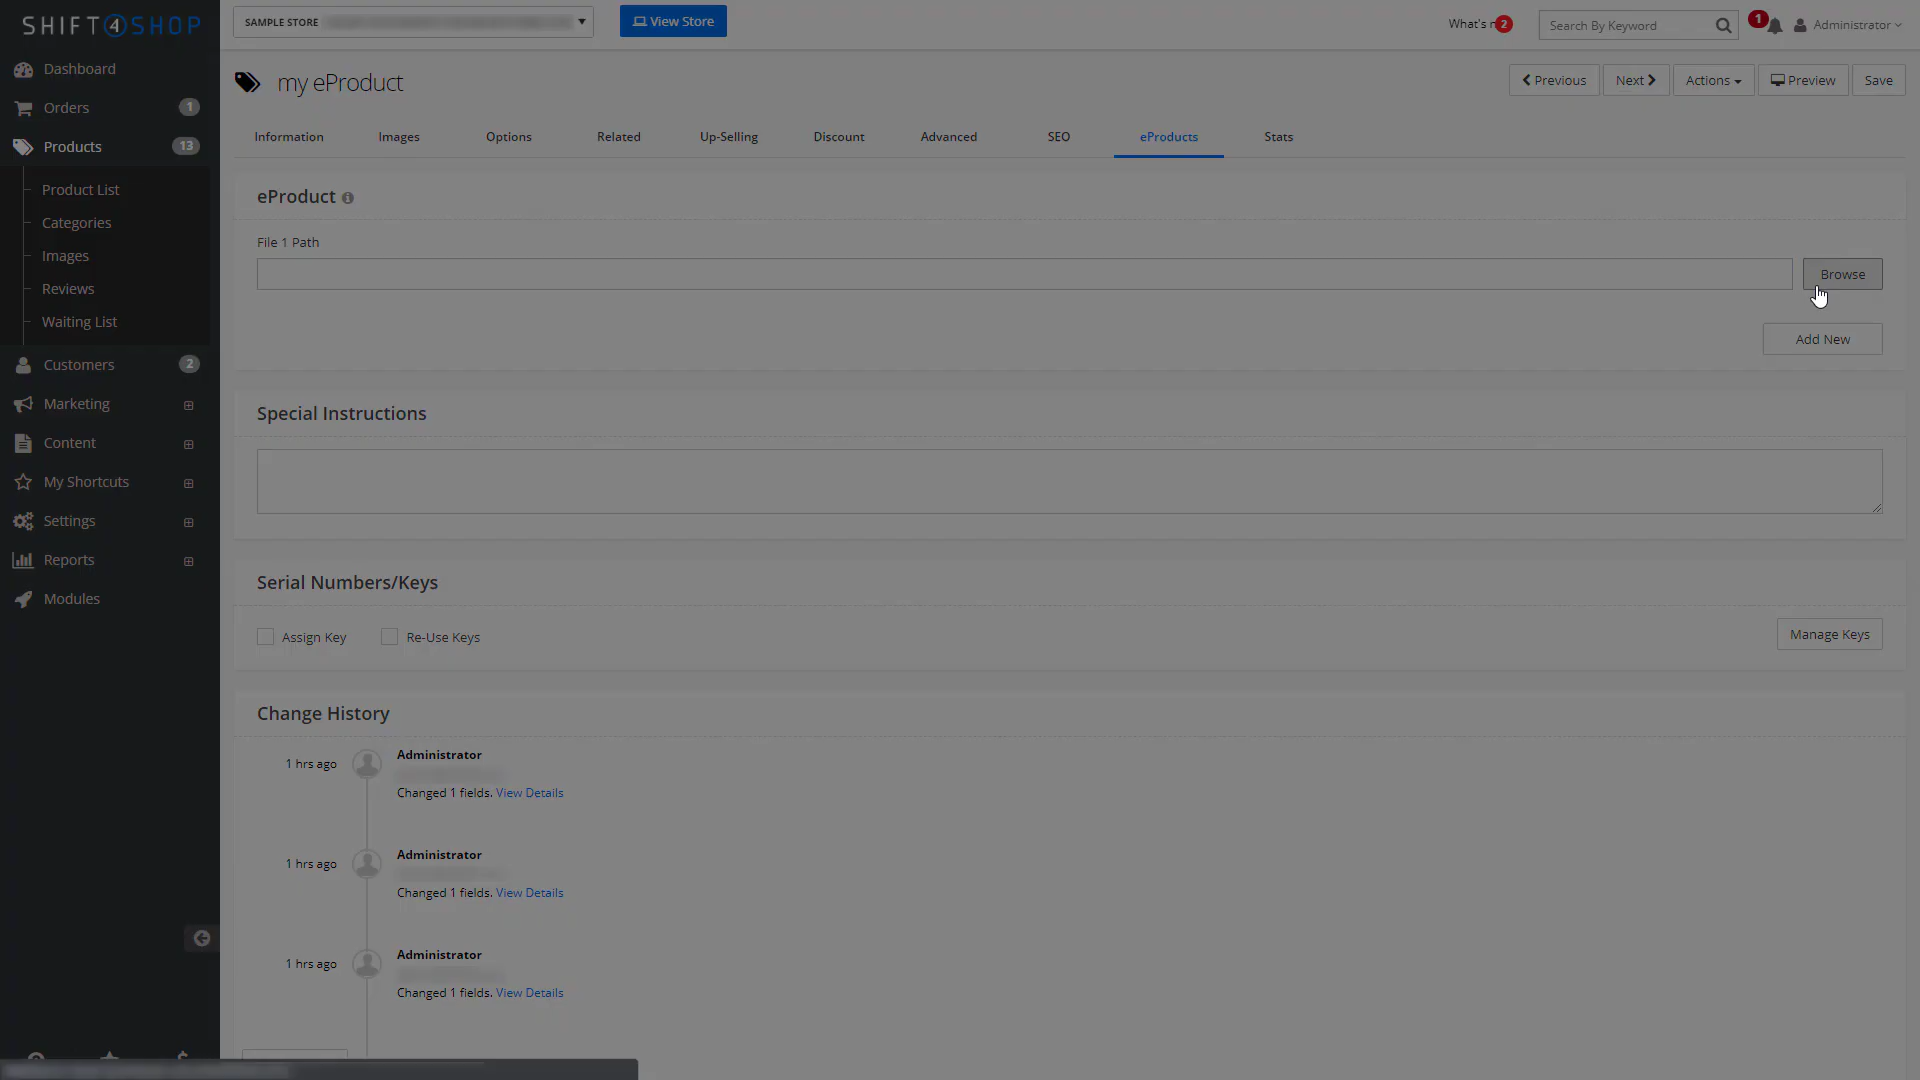 SHIFT4SHOP
SAMPLE STORE
View Store
What's n 2
Search By Keyword
1
Administrator
Dashboard
Orders 1
Products 13
Product List
Categories
Images
Reviews
Waiting List
Customers 2
Marketing
Content
My Shortcuts
Settings
Reports
Modules
my eProduct
Previous Next Actions Preview Save
Information Images Options Related Up-Selling Discount Advanced SEO eProducts Stats
eProduct
File 1 Path
Browse
Add New
Special Instructions
Serial Numbers/Keys
Assign Key Re-Use Keys Manage Keys
Change History
1 hrs ago Administrator
Changed 1 fields. View Details
1 hrs ago Administrator
Changed 1 fields. View Details
1 hrs ago Administrator
Changed 1 fields. View Details